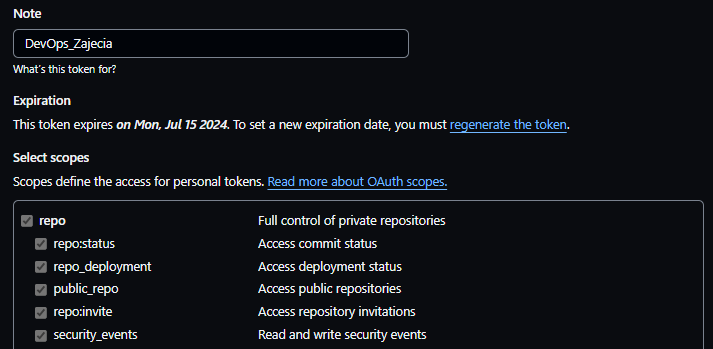 Note
DevOps_Zajecia
What's this token for?
Expiration
This token expires on Mon, Jul 15 2024. To set a new expiration date, you must regenerate the token.
Select scopes
Scopes define the access for personal tokens. Read more about OAuth scopes.
repo Full control of private repositories
repo:status Access commit status
repo_deployment Access deployment status
public_repo Access public repositories
repo:invite Access repository invitations
security_events Read and write security events